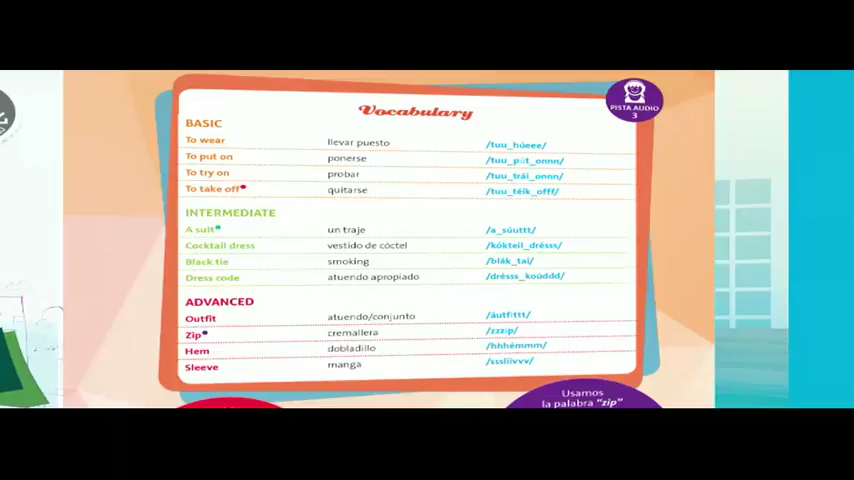 PISTA AUDIO
3
Vocabulary
BASIC
To wear llevar puesto /tuu_húeee/
To put on ponerse /tuu_pút_onnn/
To try on probar /tuu_trái_onnn/
To take off quitarse /tuu_téik_offf/
INTERMEDIATE
A suit un traje /a_súuttt/
Cocktail dress vestido de cóctel /kókteil_drésss/
Black tie smoking /blák_tai/
Dress code atuendo apropiado /drésss_koúddd/
ADVANCED
Outfit atuendo/conjunto /áutfittt/
Zip cremallera /zzzip/
Hem dobladillo /hhhémmm/
Sleeve manga /sssliivvv/
Usamos
la palabra "zip"